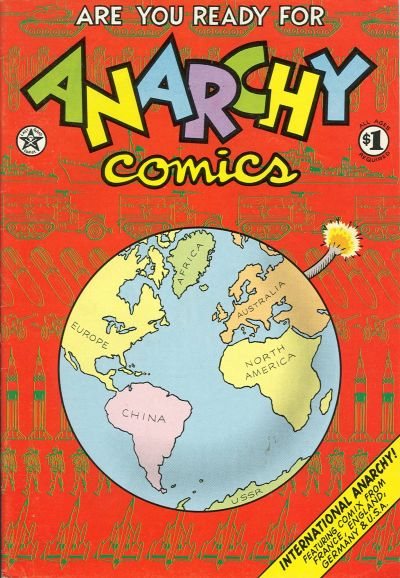 ARE YOU READY FOR
ANARCHY
comics
ALL AGES
$1
REQUIRED
AFRICA
AUSTRALIA
EUROPE
NORTH
AMERICA
CHINA
USSR
INTERNATIONAL ANARCHY!
FEATURING COMIX FROM
FRANCE, ENGLAND,
GERMANY & U.S.A.